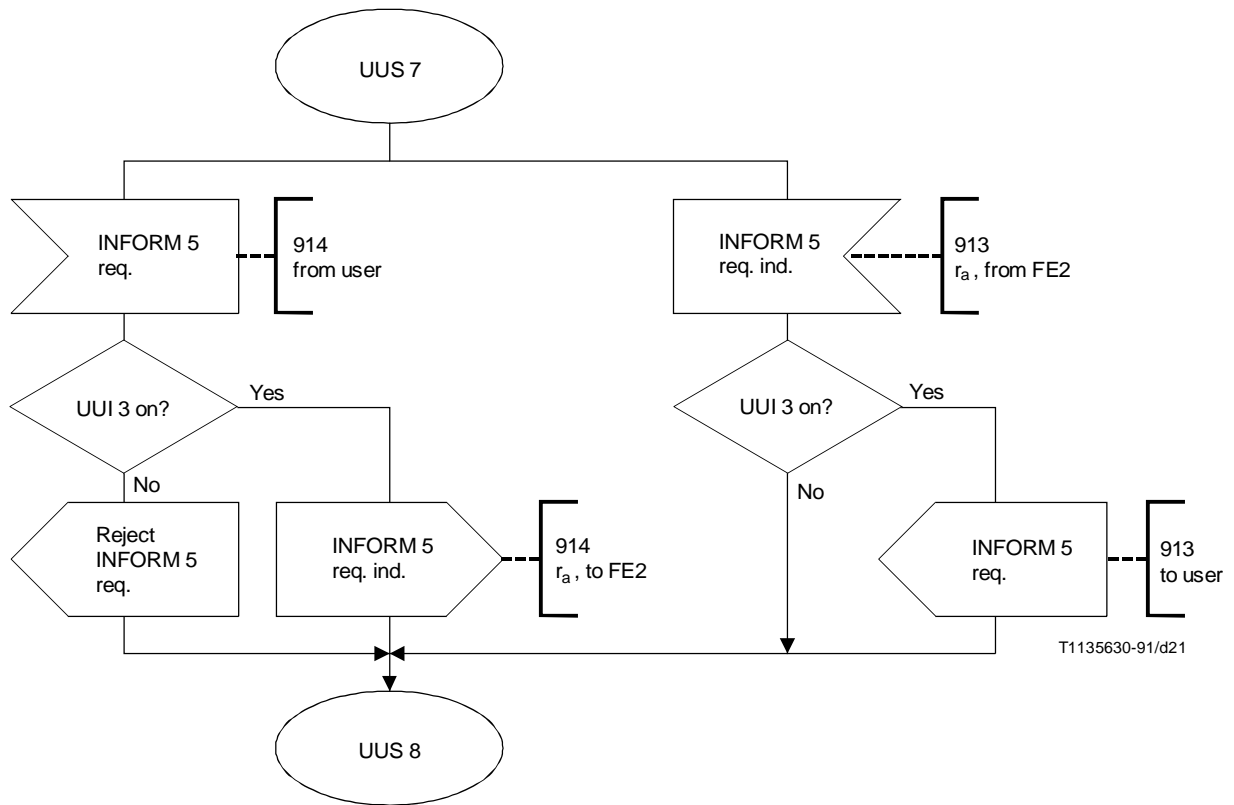 UUS 7
INFORM 5
req.
914
from user
INFORM 5
req. ind.
913
ra , from FE2
UUI 3 on?
Yes
No
UUI 3 on?
Yes
No
Reject
INFORM 5
req.
INFORM 5
req. ind.
914
ra , to FE2
INFORM 5
req.
913
to user
T1135630-91/d21
UUS 8